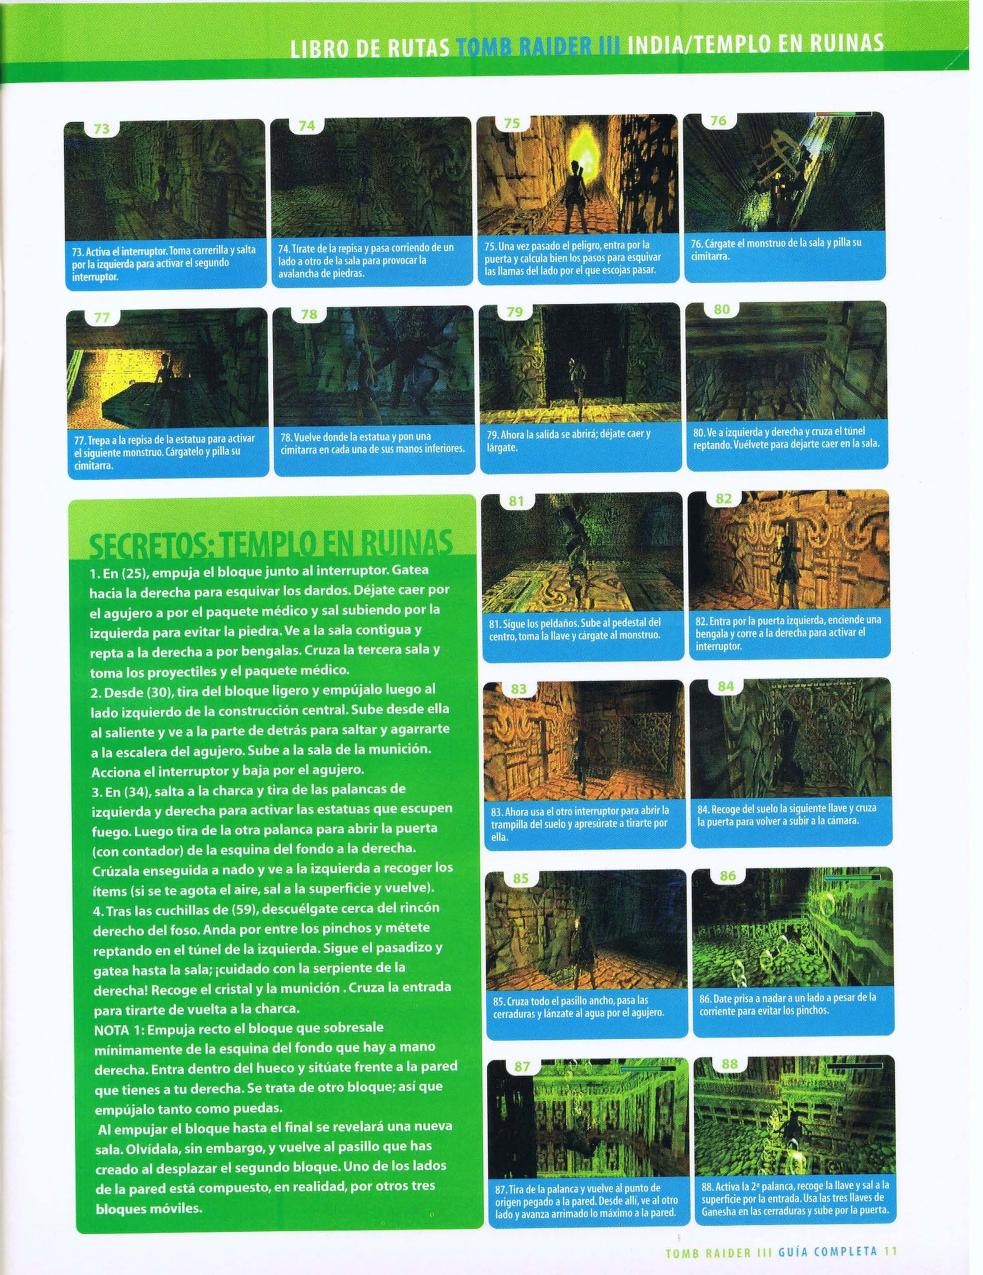 LIBRO DE RUTAS TOMB RAIDER III INDIA/TEMPLO EN RUINAS
73
73. Activa el interruptor. Toma carrerilla y salta
por la izquierda para activar el segundo
interruptor.
74
74. Tírate de la repisa y pasa corriendo de un
lado a otro de la sala para provocar la
avalancha de piedras.
75
75. Una vez pasado el peligro, entra por la
puerta y calcula bien los pasos para esquivar
las llamas del lado por el que escojas pasar.
76
76. Cárgate el monstruo de la sala y pilla su
cimitarra.
77
77. Trepa a la repisa de la estatua para activar
el siguiente monstruo. Cárgatelo y pilla su
cimitarra.
78
78. Vuelve donde la estatua y pon una
cimitarra en cada una de sus manos inferiores.
79
79. Ahora la salida se abrirá; déjate caer y
lárgate.
80
80. Ve a izquierda y derecha y cruza el túnel
reptando. Vuélvete para dejarte caer en la sala.
SECRETOS: TEMPLO EN RUINAS
1. En (25), empuja el bloque junto al interruptor. Gatea
hacia la derecha para esquivar los dardos. Déjate caer por
el agujero a por el paquete médico y sal subiendo por la
izquierda para evitar la piedra. Ve a la sala contigua y
repta a la derecha a por bengalas. Cruza la tercera sala y
toma los proyectiles y el paquete médico.
2. Desde (30), tira del bloque ligero y empújalo luego al
lado izquierdo de la construcción central. Sube desde ella
al saliente y ve a la parte de detrás para saltar y agarrarte
a la escalera del agujero. Sube a la sala de la munición.
Acciona el interruptor y baja por el agujero.
3. En (34), salta a la charca y tira de las palancas de
izquierda y derecha para activar las estatuas que escupen
fuego. Luego tira de la otra palanca para abrir la puerta
(con contador) de la esquina del fondo a la derecha.
Crúzala enseguida a nado y ve a la izquierda a recoger los
ítems (si se te agota el aire, sal a la superficie y vuelve).
4. Tras las cuchillas de (59), descuélgate cerca del rincón
derecho del foso. Anda por entre los pinchos y métete
reptando en el túnel de la izquierda. Sigue el pasadizo y
gatea hasta la sala; ¡cuidado con la serpiente de la
derecha! Recoge el cristal y la munición . Cruza la entrada
para tirarte de vuelta a la charca.
NOTA 1: Empuja recto el bloque que sobresale
mínimamente de la esquina del fondo que hay a mano
derecha. Entra dentro del hueco y sitúate frente a la pared
que tienes a tu derecha. Se trata de otro bloque; así que
empújalo tanto como puedas.
Al empujar el bloque hasta el final se revelará una nueva
sala. Olvídala, sin embargo, y vuelve al pasillo que has
creado al desplazar el segundo bloque. Uno de los lados
de la pared está compuesto, en realidad, por otros tres
bloques móviles.
81
81. Sigue los peldaños. Sube al pedestal del
centro, toma la llave y cárgate al monstruo.
82
82. Entra por la puerta izquierda, enciende una
bengala y corre a la derecha para activar el
interruptor.
83
83. Ahora usa el otro interruptor para abrir la
trampilla del suelo y apresúrate a tirarte por
ella.
84
84. Recoge del suelo la siguiente llave y cruza
la puerta para volver a subir a la cámara.
85
85. Cruza todo el pasillo ancho, pasa las
cerraduras y lánzate al agua por el agujero.
86
86. Date prisa a nadar a un lado a pesar de la
corriente para evitar los pinchos.
87
87. Tira de la palanca y vuelve al punto de
origen pegado a la pared. Desde allí, ve al otro
lado y avanza arrimado lo máximo a la pared.
88
88. Activa la 2ª palanca, recoge la llave y sal a la
superficie por la entrada. Usa las tres llaves de
Ganesha en las cerraduras y sube por la puerta.
TOMB RAIDER III GUÍA COMPLETA 11